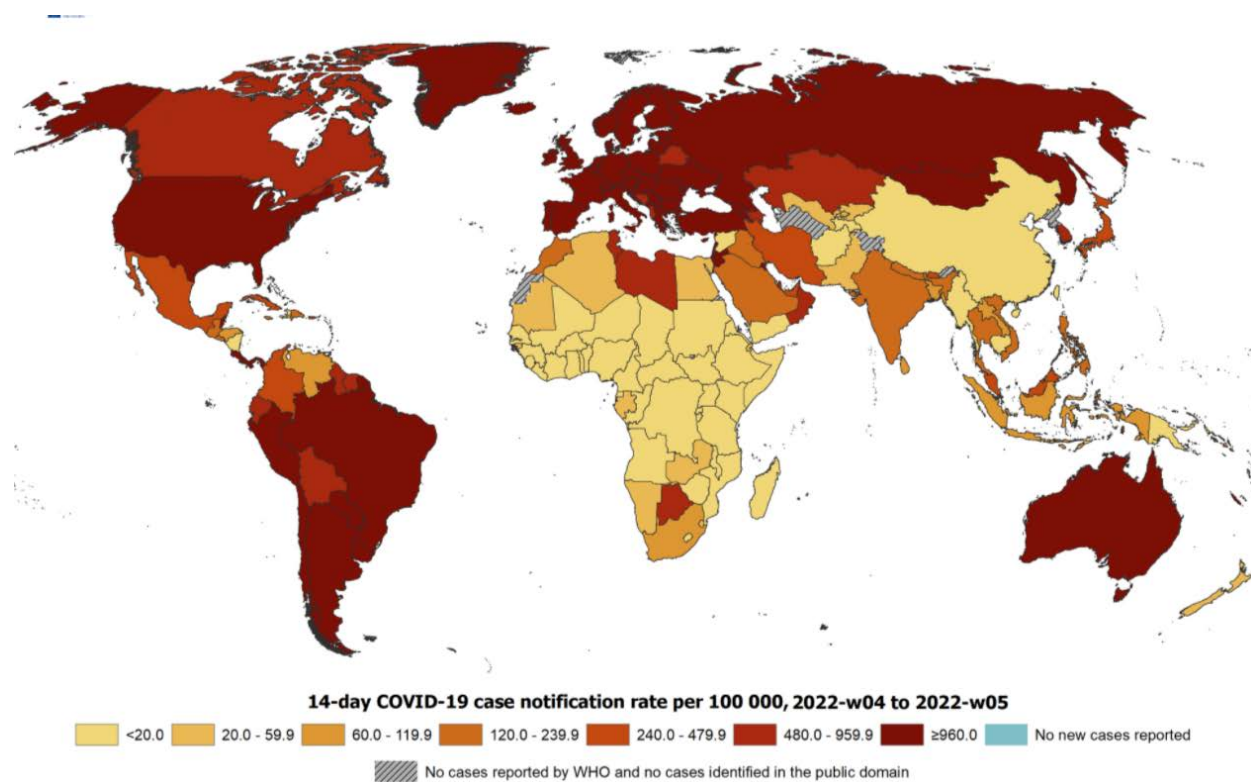 14-day COVID-19 case notification rate per 100 000, 2022-w04 to 2022-w05
<20.0
20.0 - 59.9
60.0 - 119.9
120.0 - 239.9
240.0 - 479.9
480.0 - 959.9
≥960.0
No new cases reported
No cases reported by WHO and no cases identified in the public domain